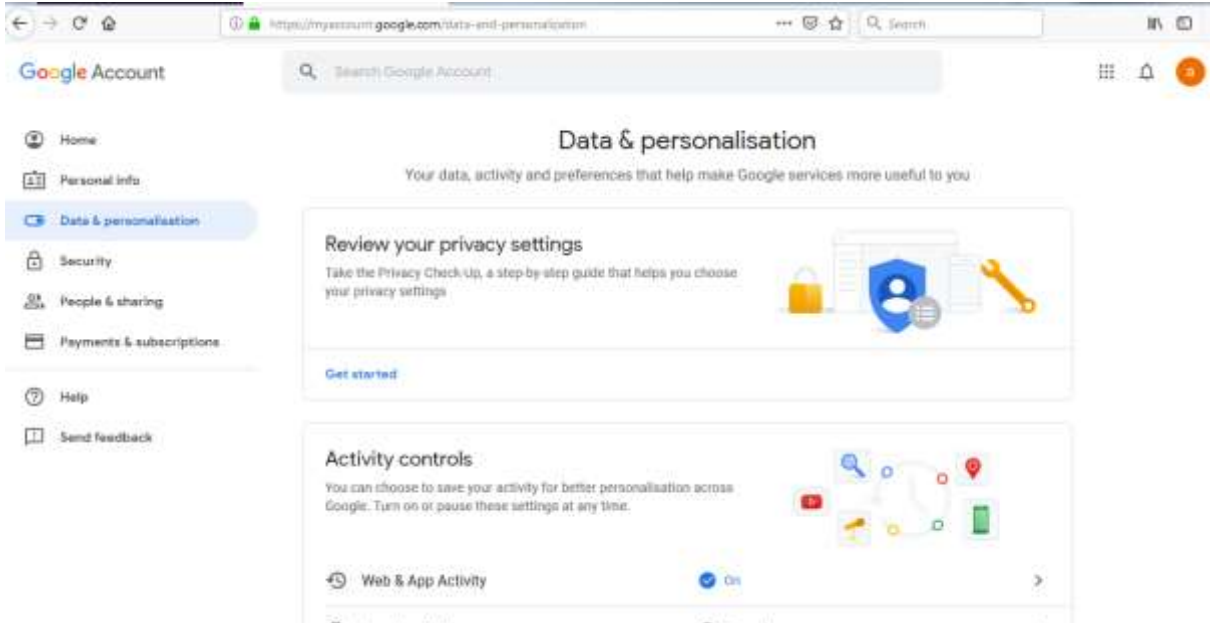 https://myaccount.google.com/data-and-personalization
Search
Google Account
Search Google Account
Home
Personal info
Data & personalisation
Security
People & sharing
Payments & subscriptions
Help
Send feedback
Data & personalisation
Your data, activity and preferences that help make Google services more useful to you
Review your privacy settings
Take the Privacy Check-Up, a step-by-step guide that helps you choose
your privacy settings
Get started
Activity controls
You can choose to save your activity for better personalisation across
Google. Turn on or pause these settings at any time.
Web & App Activity
On